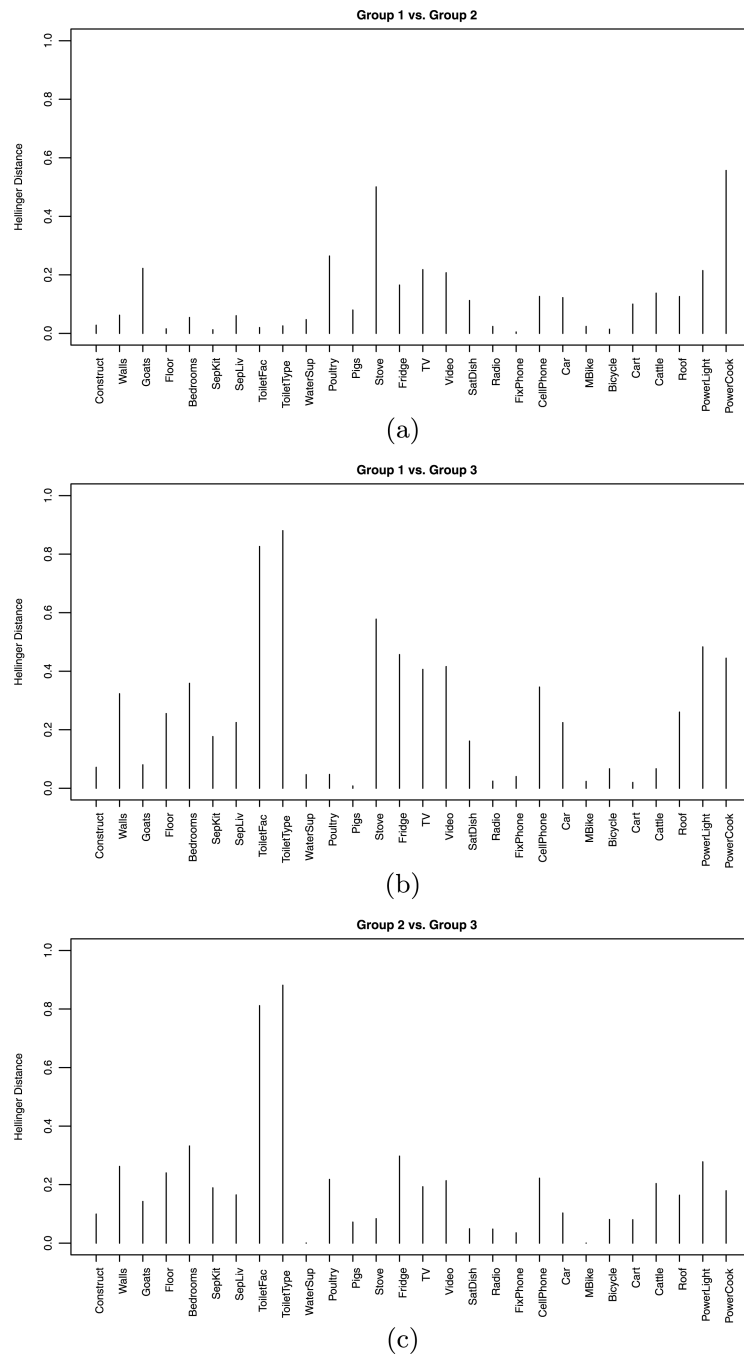 Group 1 vs. Group 2
Hellinger Distance
1.0
0.8
0.6
0.4
0.2
0.0
Construct
Walls
Goats
Floor
Bedrooms
SepKit
SepLiv
ToiletFac
ToiletType
WaterSup
Poultry
Pigs
Stove
Fridge
TV
Video
SatDish
Radio
FixPhone
CellPhone
Car
MBike
Bicycle
Cart
Cattle
Roof
PowerLight
PowerCook
(a)
Group 1 vs. Group 3
Hellinger Distance
1.0
0.8
0.6
0.4
0.2
0.0
Construct
Walls
Goats
Floor
Bedrooms
SepKit
SepLiv
ToiletFac
ToiletType
WaterSup
Poultry
Pigs
Stove
Fridge
TV
Video
SatDish
Radio
FixPhone
CellPhone
Car
MBike
Bicycle
Cart
Cattle
Roof
PowerLight
PowerCook
(b)
Group 2 vs. Group 3
Hellinger Distance
1.0
0.8
0.6
0.4
0.2
0.0
Construct
Walls
Goats
Floor
Bedrooms
SepKit
SepLiv
ToiletFac
ToiletType
WaterSup
Poultry
Pigs
Stove
Fridge
TV
Video
SatDish
Radio
FixPhone
CellPhone
Car
MBike
Bicycle
Cart
Cattle
Roof
PowerLight
PowerCook
(c)